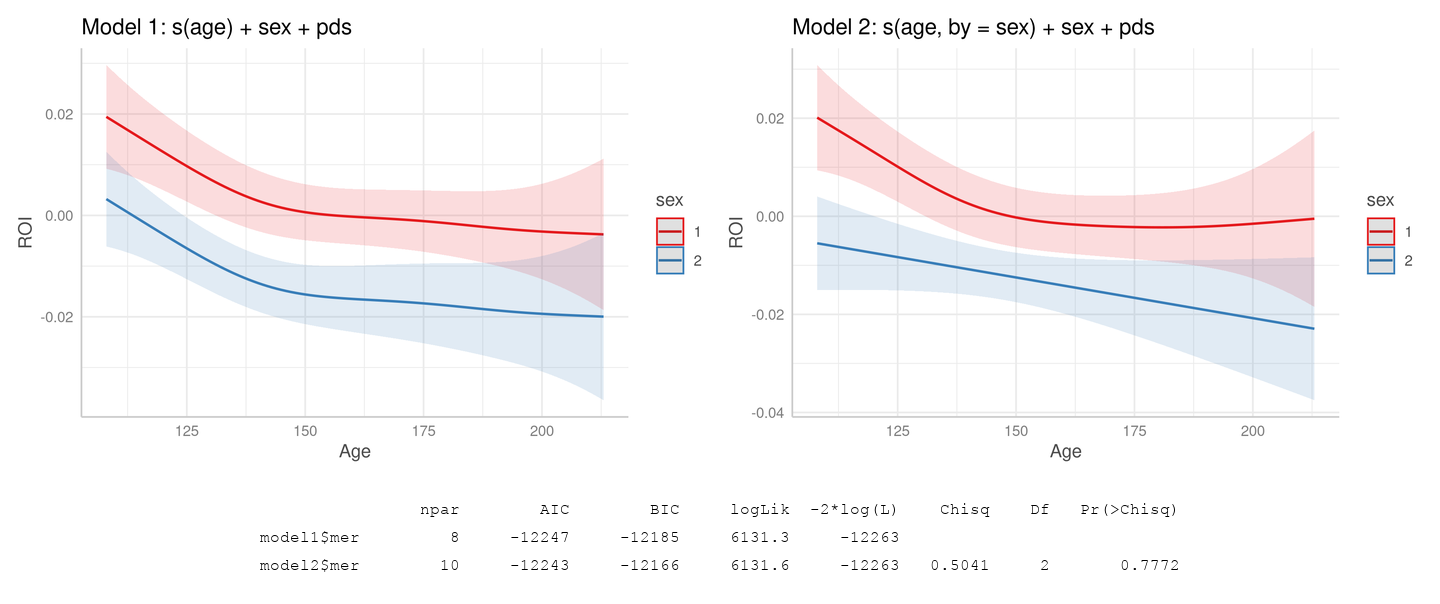 Model 1: s(age) + sex + pds
0.02
0.00
-0.02
ROI
125 150 175 200
Age
sex
1
2
Model 2: s(age, by = sex) + sex + pds
0.02
0.00
-0.02
-0.04
ROI
125 150 175 200
Age
sex
1
2
npar AIC BIC logLik -2*log(L) Chisq Df Pr(>Chisq)
model1$mer 8 -12247 -12185 6131.3 -12263
model2$mer 10 -12243 -12166 6131.6 -12263 0.5041 2 0.7772